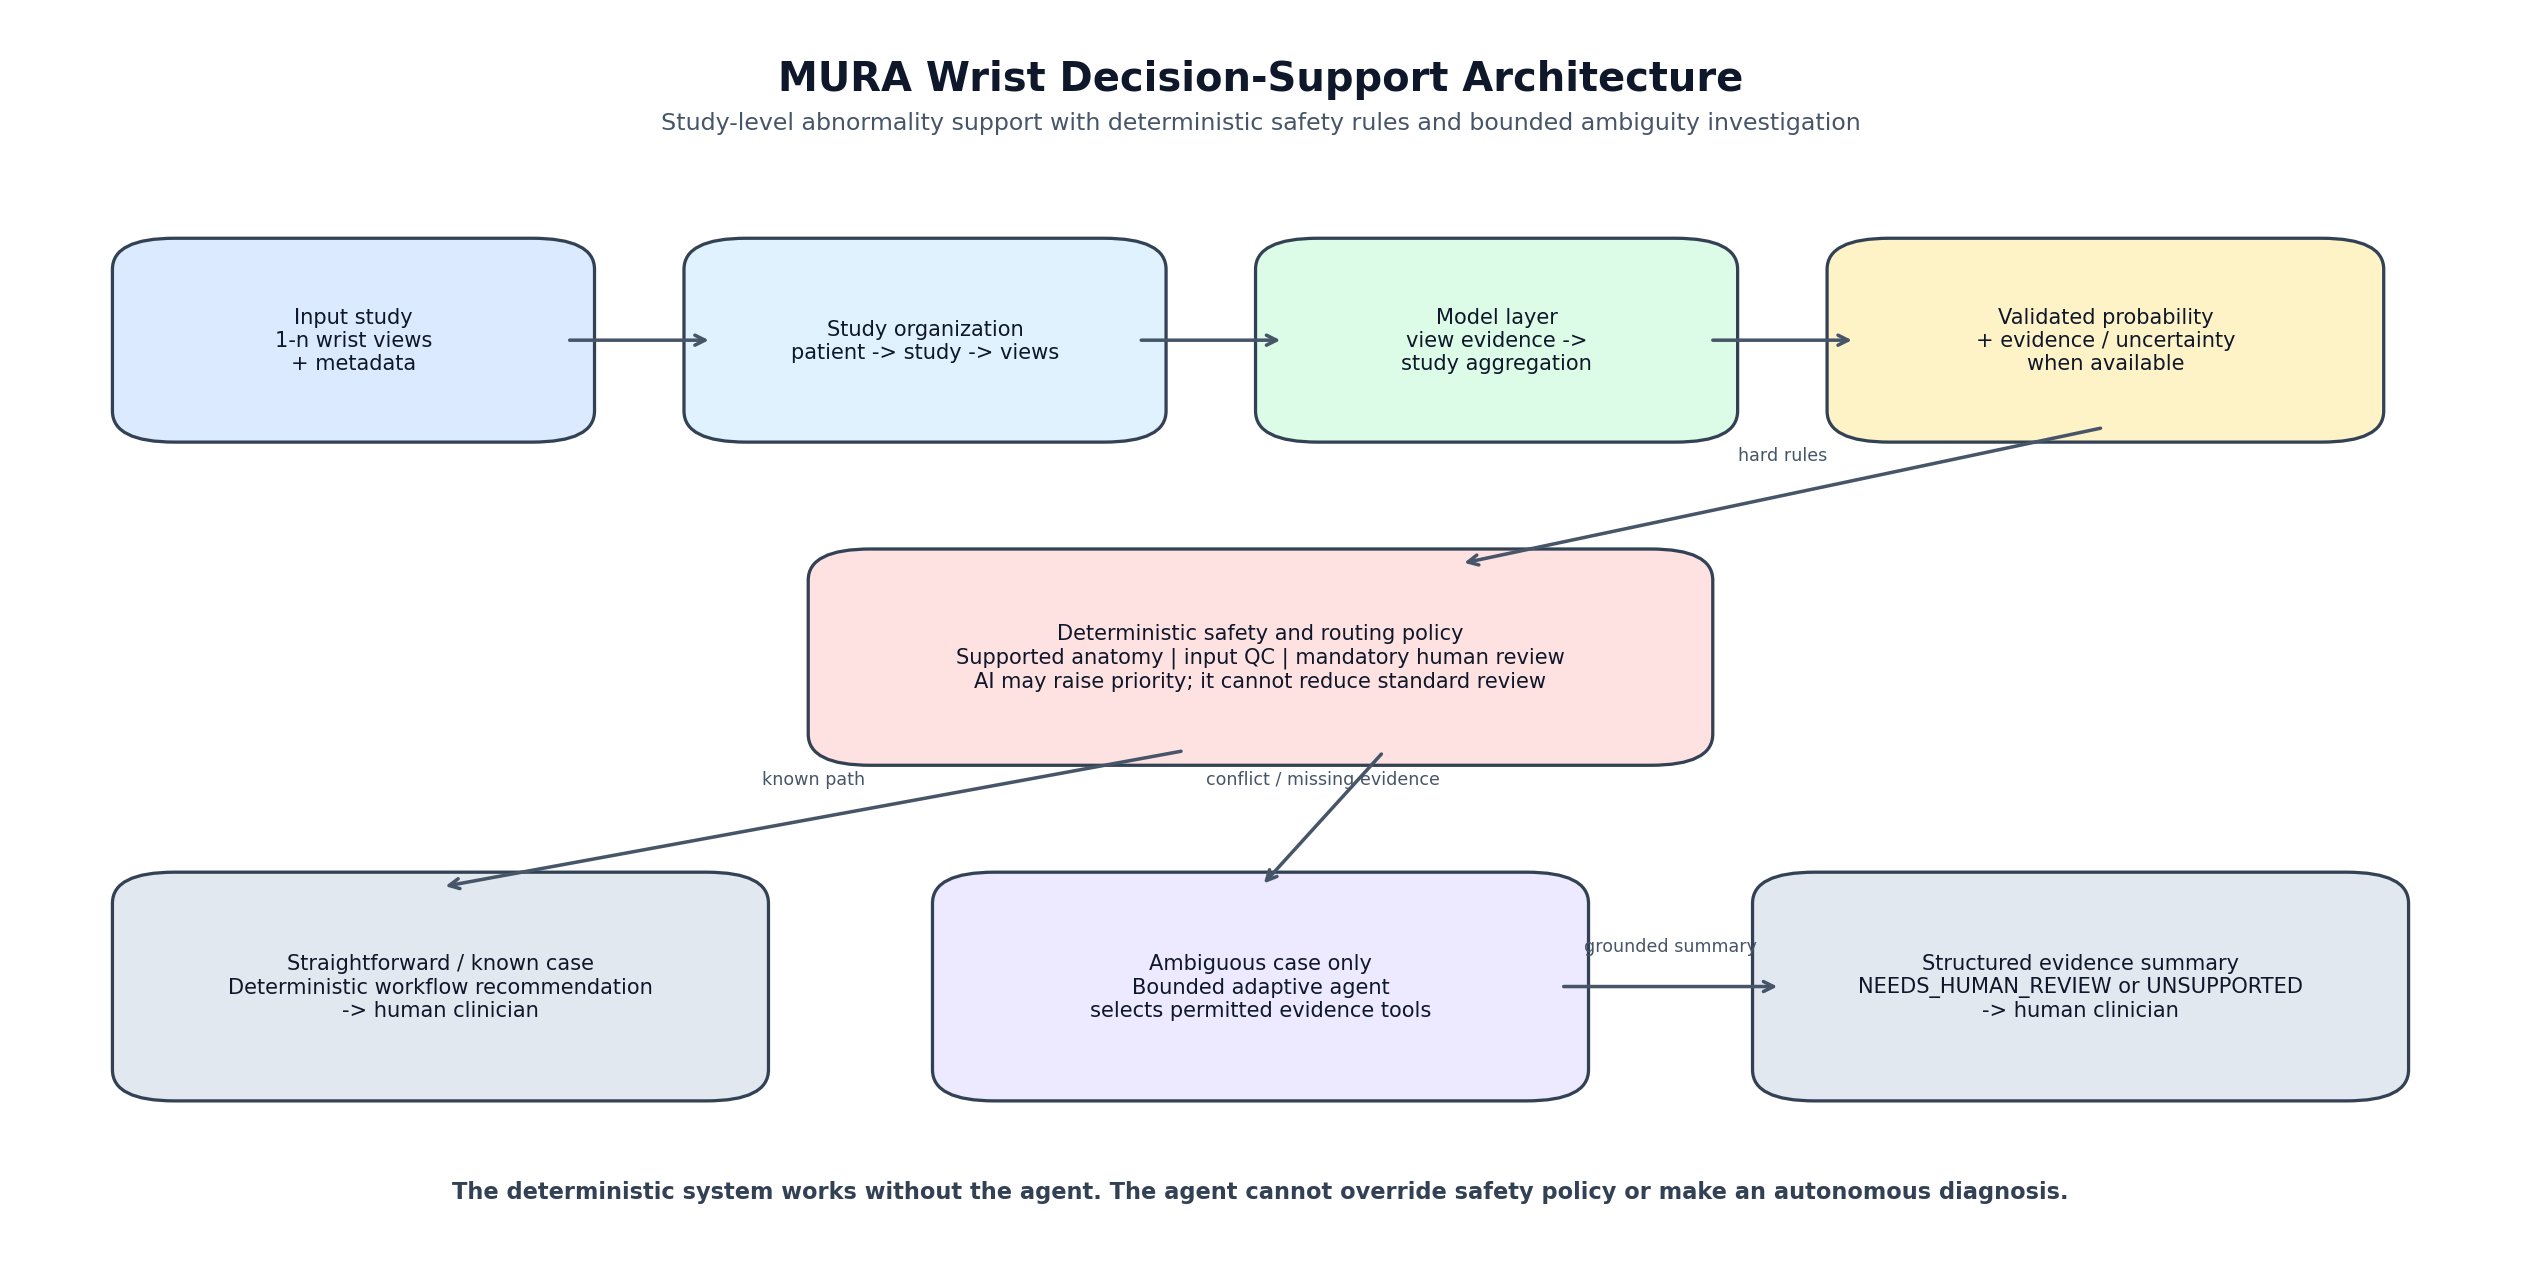 MURA Wrist Decision-Support Architecture
Study-level abnormality support with deterministic safety rules and bounded ambiguity investigation
Input study
1-n wrist views
+ metadata
Study organization
patient -> study -> views
Model layer
view evidence ->
study aggregation
Validated probability
+ evidence / uncertainty
when available
hard rules
Deterministic safety and routing policy
Supported anatomy | input QC | mandatory human review
AI may raise priority; it cannot reduce standard review
known path
conflict / missing evidence
Straightforward / known case
Deterministic workflow recommendation
-> human clinician
Ambiguous case only
Bounded adaptive agent
selects permitted evidence tools
grounded summary
Structured evidence summary
NEEDS_HUMAN_REVIEW or UNSUPPORTED
-> human clinician
The deterministic system works without the agent. The agent cannot override safety policy or make an autonomous diagnosis.